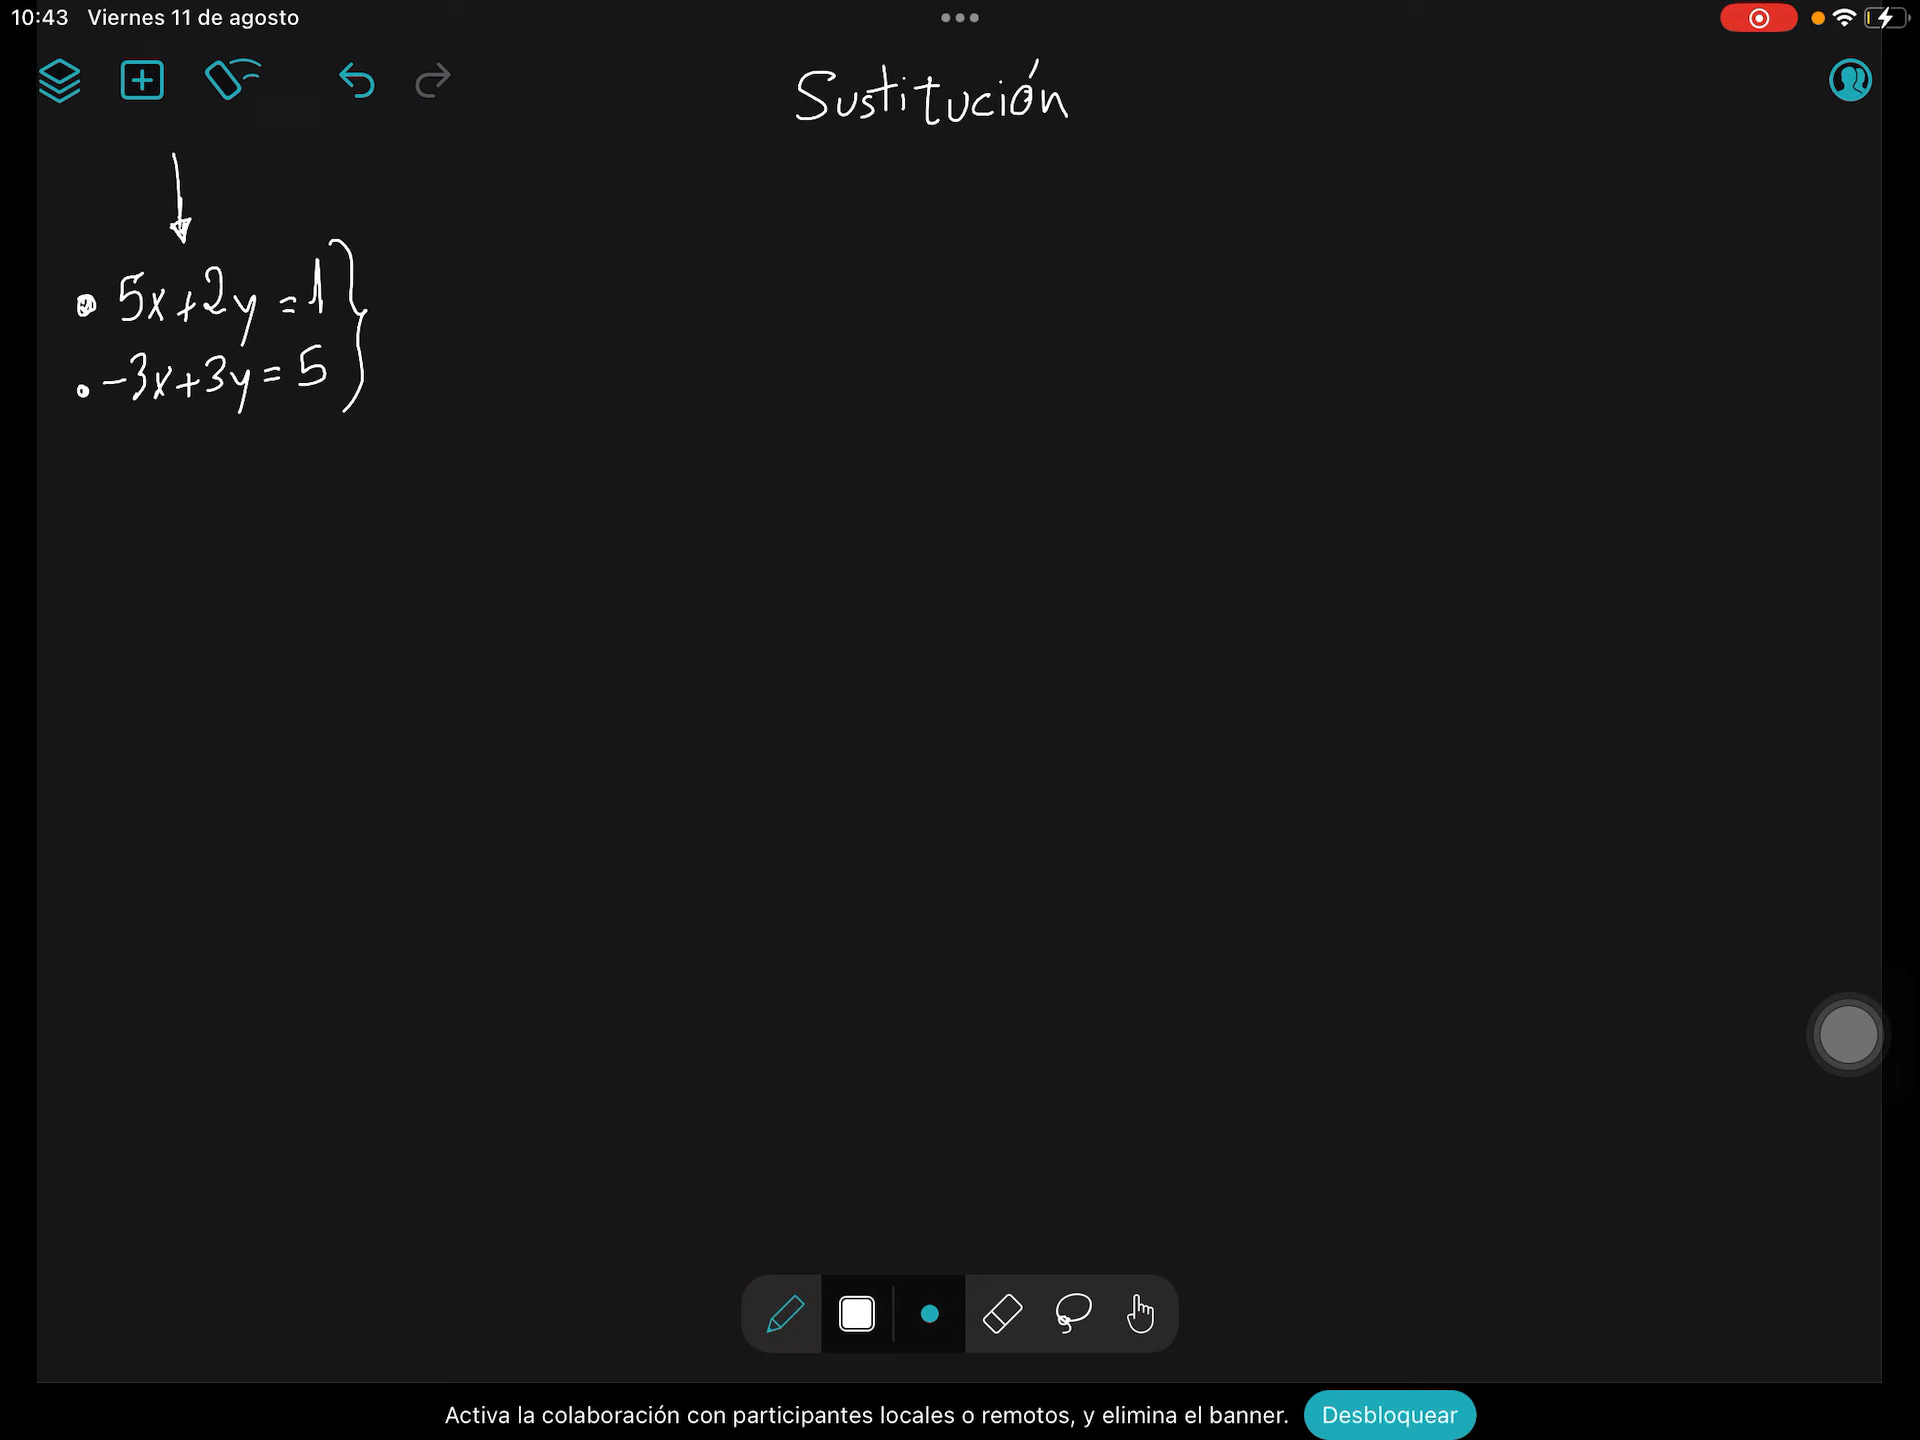 10:43 Viernes 11 de agosto
Sustitución
5x+2y=1
-3x+3y=5
Activa la colaboración con participantes locales o remotos, y elimina el banner. Desbloquear